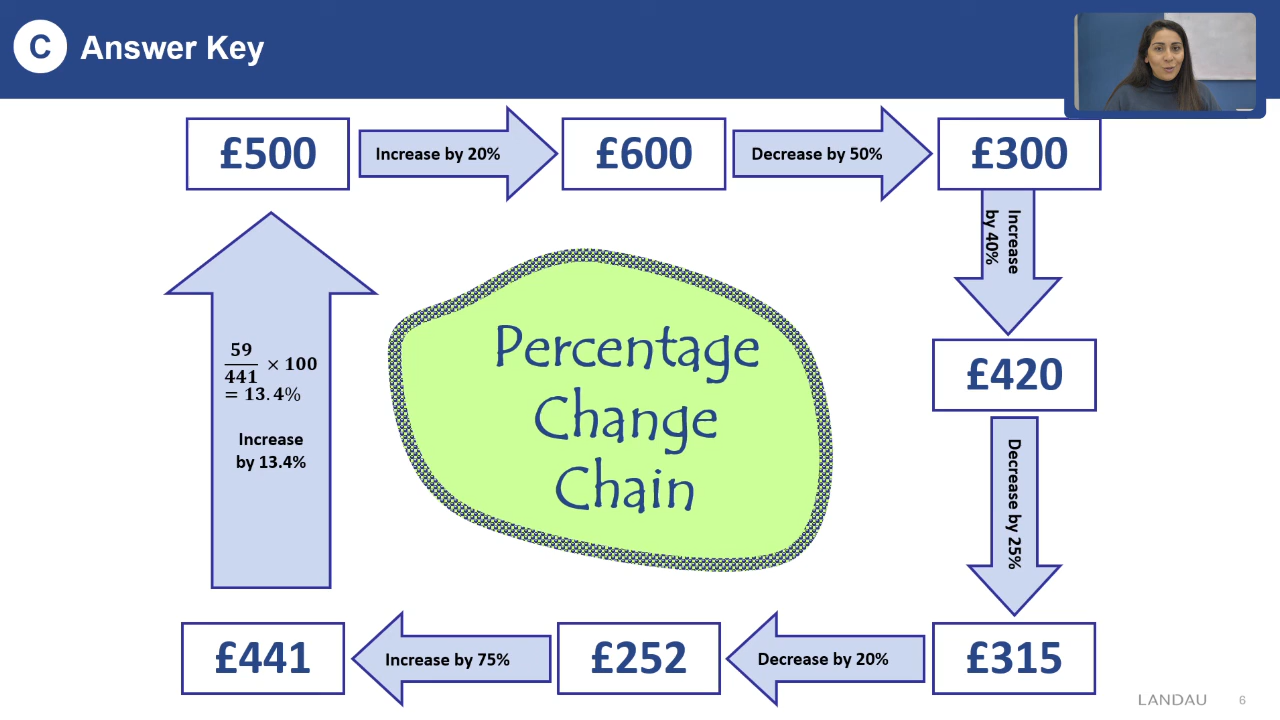 C Answer Key
£500
Increase by 20%
£600
Decrease by 50%
£300
Increase
by 40%
£420
Decrease by 25%
£315
Decrease by 20%
£252
Increase by 75%
£441
59
441
× 100
= 13.4%
Increase
by 13.4%
Percentage
Change
Chain
LANDAU
6